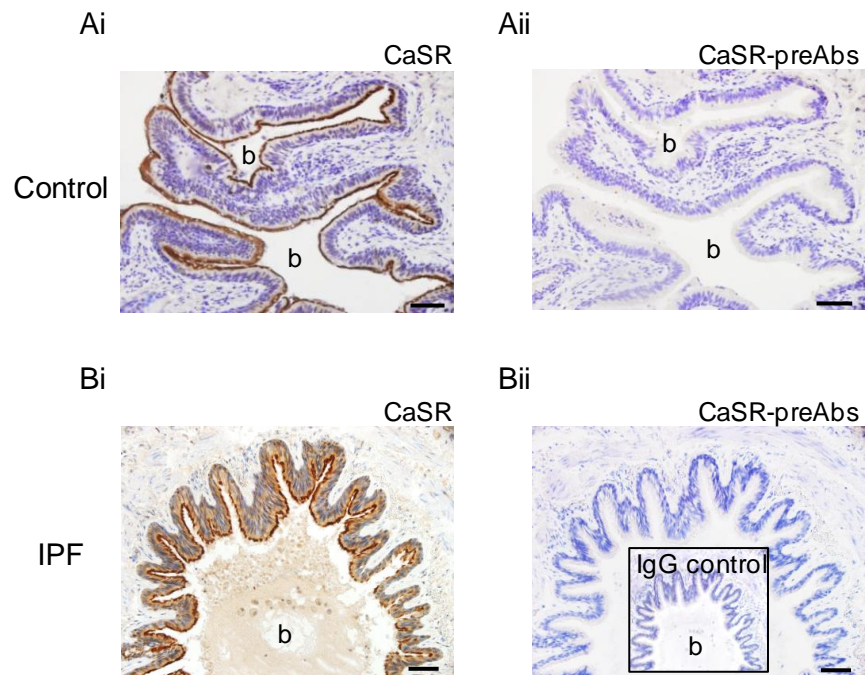 Ai
Aii
CaSR
CaSR-preAbs
Control
b
b
b
b
Bi
Bii
CaSR
CaSR-preAbs
IPF
IgG control
b
b